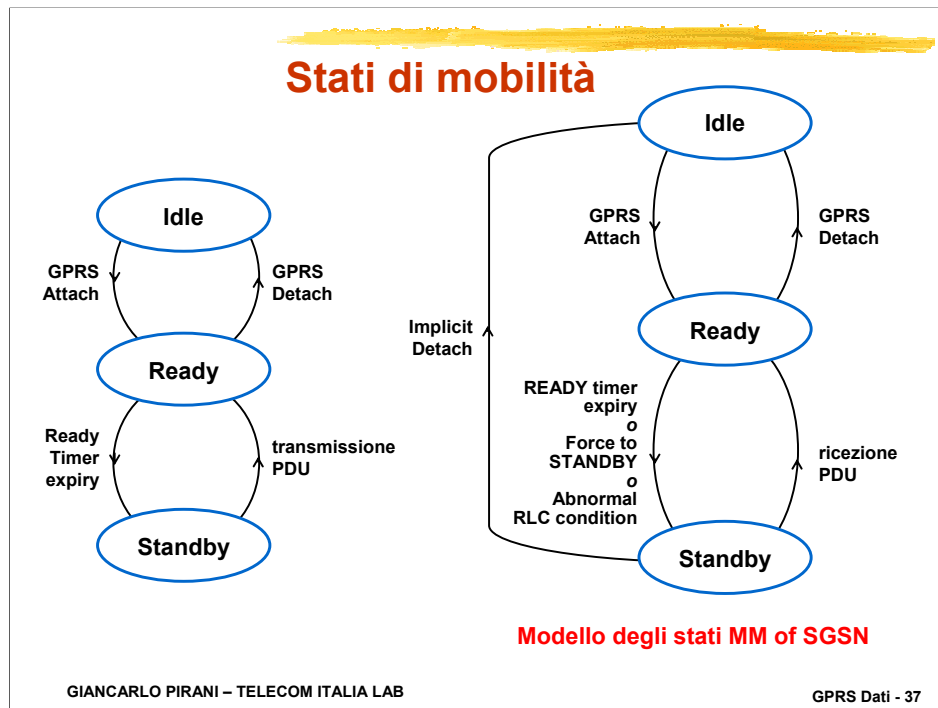 Stati di mobilità
Idle
GPRS
Attach
GPRS
Detach
Ready
Ready
Timer
expiry
transmissione
PDU
Standby
Idle
GPRS
Attach
GPRS
Detach
Implicit
Detach
Ready
READY timer
expiry
o
Force to
STANDBY
o
Abnormal
RLC condition
ricezione
PDU
Standby
Modello degli stati MM of SGSN
GIANCARLO PIRANI – TELECOM ITALIA LAB
GPRS Dati - 37